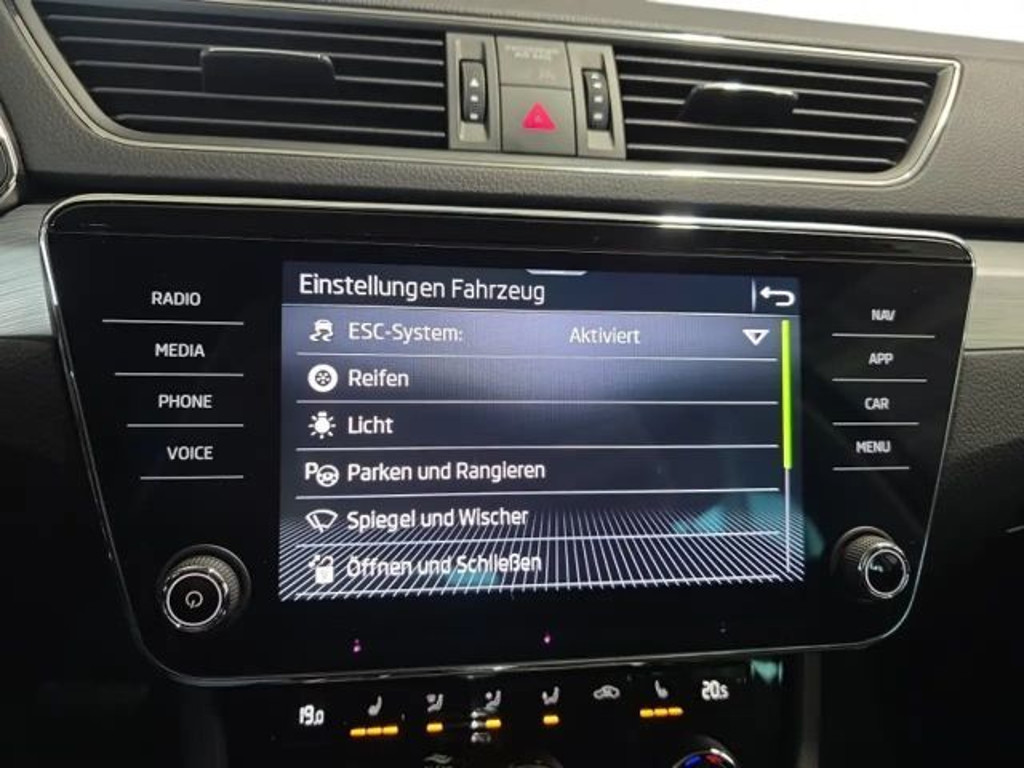 Einstellungen Fahrzeug
RADIO
MEDIA
PHONE
VOICE
ESC-System: Aktiviert
Reifen
Licht
Parken und Rangieren
Spiegel und Wischer
Öffnen und Schließen
NAV
APP
CAR
MENU
19.0
20.5